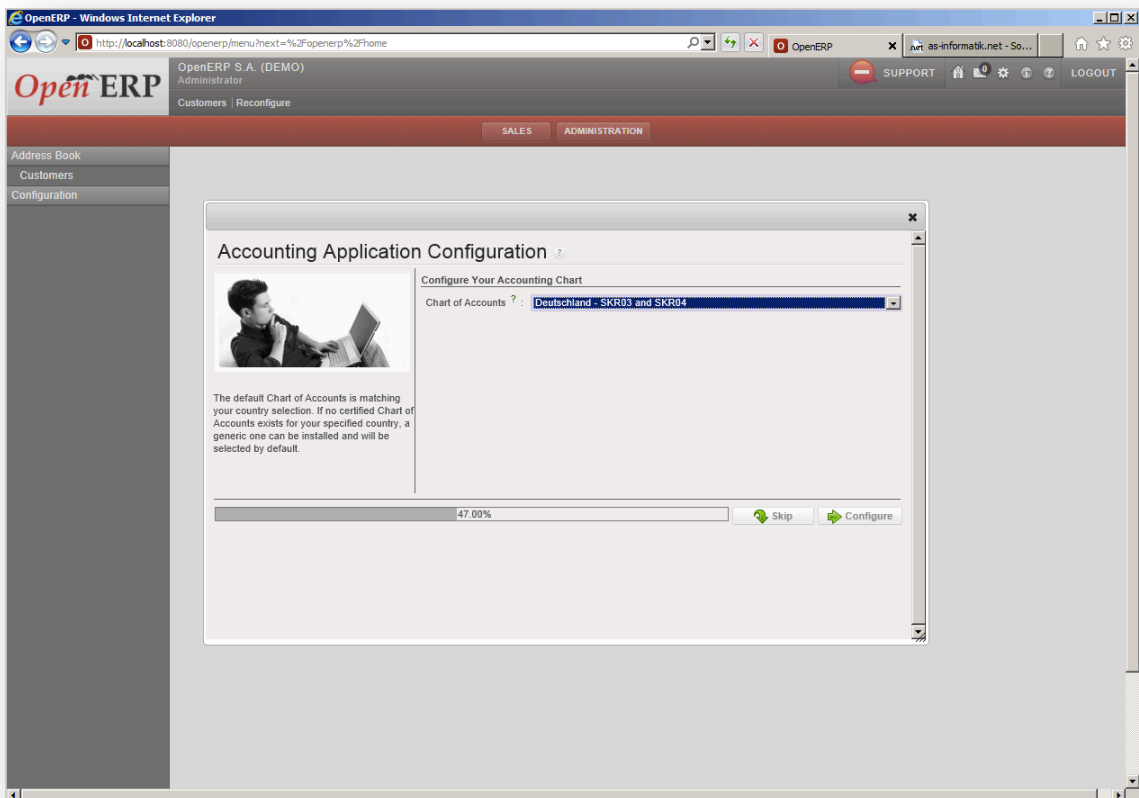 OpenERP - Windows Internet Explorer
http://localhost:8080/openerp/menu?next=%2Fopenerp%2Fhome
OpenERP
as-informatik.net - So...
Open ERP
OpenERP S.A. (DEMO)
Administrator
Customers | Reconfigure
SUPPORT
0
LOGOUT
SALES
ADMINISTRATION
Address Book
Customers
Configuration
Accounting Application Configuration ?
Configure Your Accounting Chart
Chart of Accounts ? : Deutschland - SKR03 and SKR04
The default Chart of Accounts is matching
your country selection. If no certified Chart of
Accounts exists for your specified country, a
generic one can be installed and will be
selected by default.
47.00%
Skip
Configure